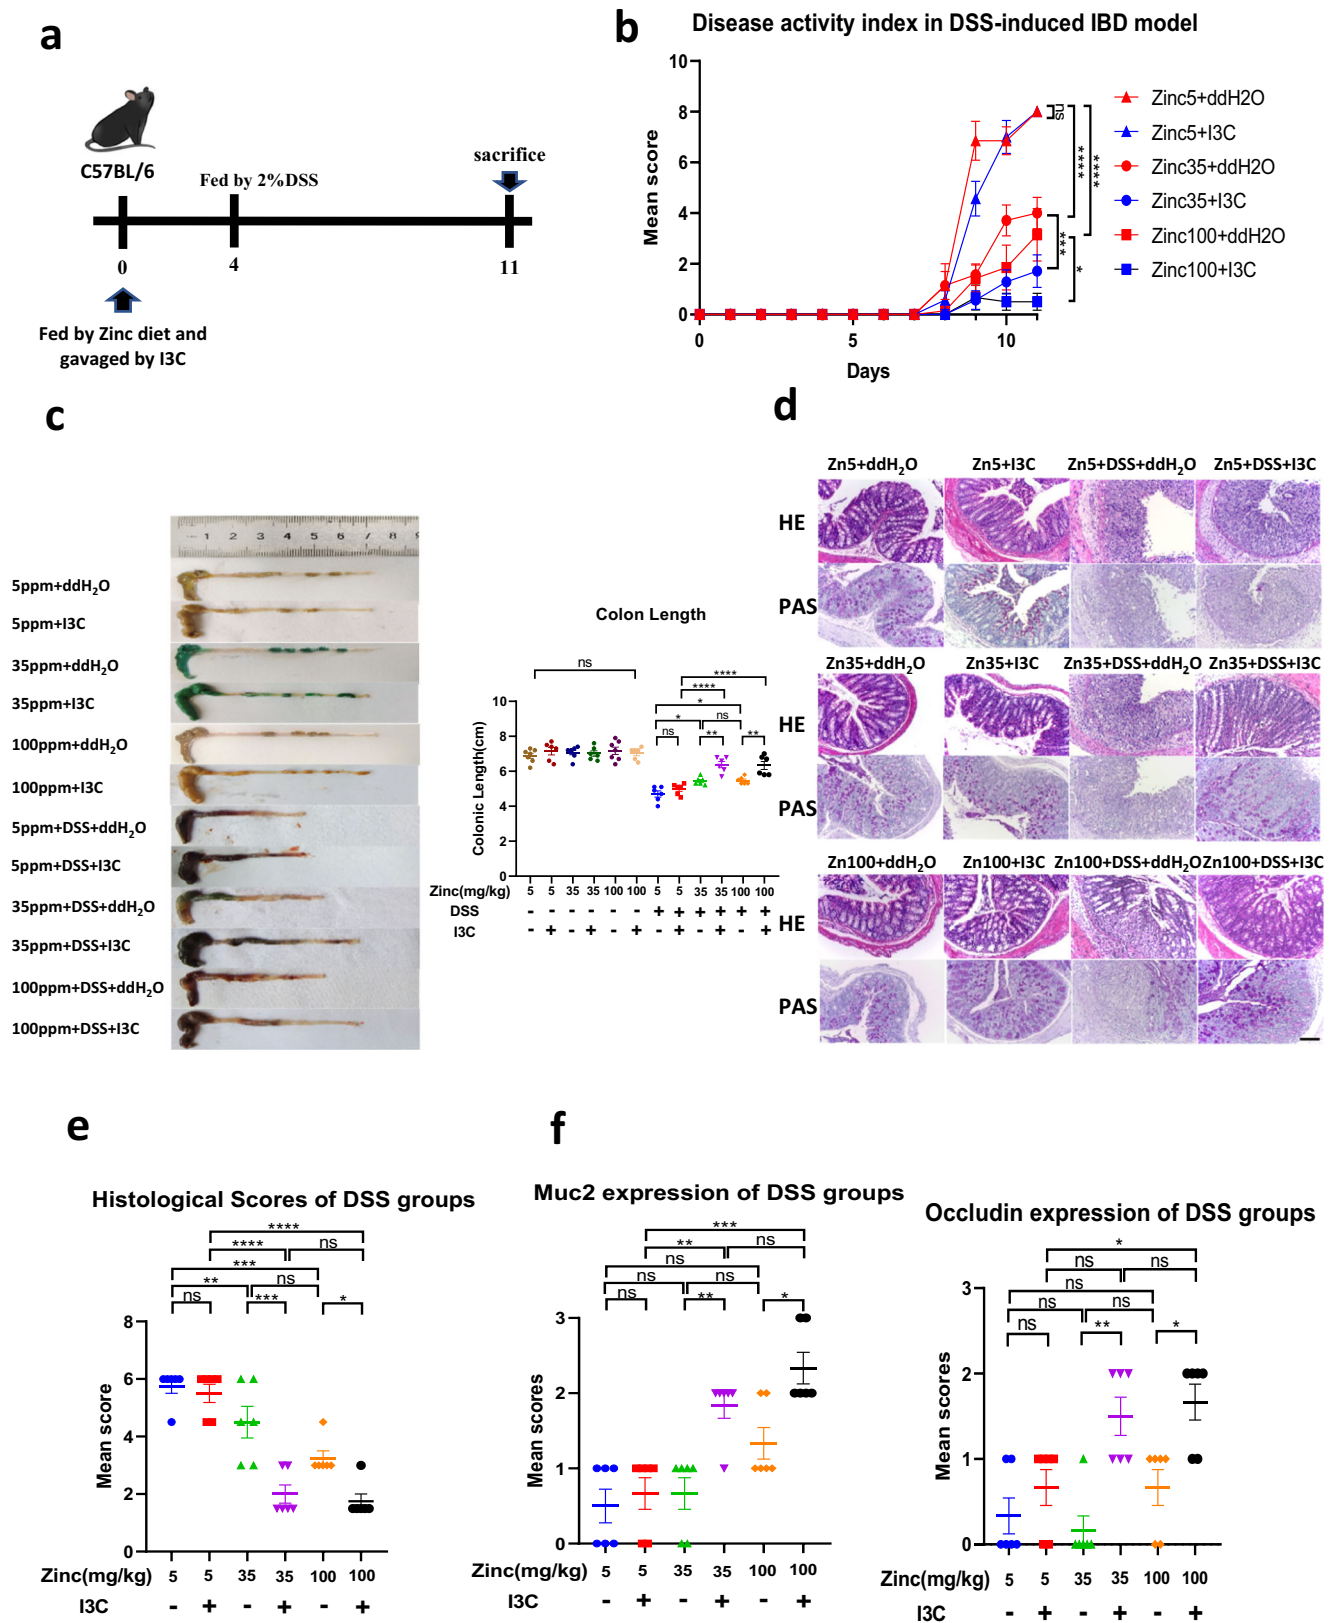 a
C57BL/6
Fed by 2%DSS
sacrifice
0
4
11
Fed by Zinc diet and
gavaged by I3C
b
Disease activity index in DSS-induced IBD model
Mean score
10
8
6
4
2
0
0
5
10
Days
ns
****
****
***
*
Zinc5+ddH2O
Zinc5+I3C
Zinc35+ddH2O
Zinc35+I3C
Zinc100+ddH2O
Zinc100+I3C
c
1 2 3 4 5 6 7 8
5ppm+ddH₂O
5ppm+I3C
35ppm+ddH₂O
35ppm+I3C
100ppm+ddH₂O
100ppm+I3C
5ppm+DSS+ddH₂O
5ppm+DSS+I3C
35ppm+DSS+ddH₂O
35ppm+DSS+I3C
100ppm+DSS+ddH₂O
100ppm+DSS+I3C
Colon Length
ns
****
****
*
* ns
ns ** **
Colonic Length(cm)
10
8
6
4
2
0
Zinc(mg/kg) 5 5 35 35 100 100 5 5 35 35 100 100
DSS - - - - - - + + + + + +
I3C - + - + - + - + - + - +
d
Zn5+ddH₂O Zn5+I3C Zn5+DSS+ddH₂O Zn5+DSS+I3C
HE
PAS
Zn35+ddH₂O Zn35+I3C Zn35+DSS+ddH₂O Zn35+DSS+I3C
HE
PAS
Zn100+ddH₂O Zn100+I3C Zn100+DSS+ddH₂O Zn100+DSS+I3C
HE
PAS
e
Histological Scores of DSS groups
****
**** ns
***
** ns
ns *** *
Mean score
8
6
4
2
0
Zinc(mg/kg) 5 5 35 35 100 100
I3C - + - + - +
f
Muc2 expression of DSS groups
***
** ns
ns
ns ns
ns ** *
Mean scores
3
2
1
0
Zinc(mg/kg) 5 5 35 35 100 100
I3C - + - + - +
Occludin expression of DSS groups
*
ns ns
ns
ns ns
ns ** *
Mean scores
3
2
1
0
Zinc(mg/kg) 5 5 35 35 100 100
I3C - + - + - +